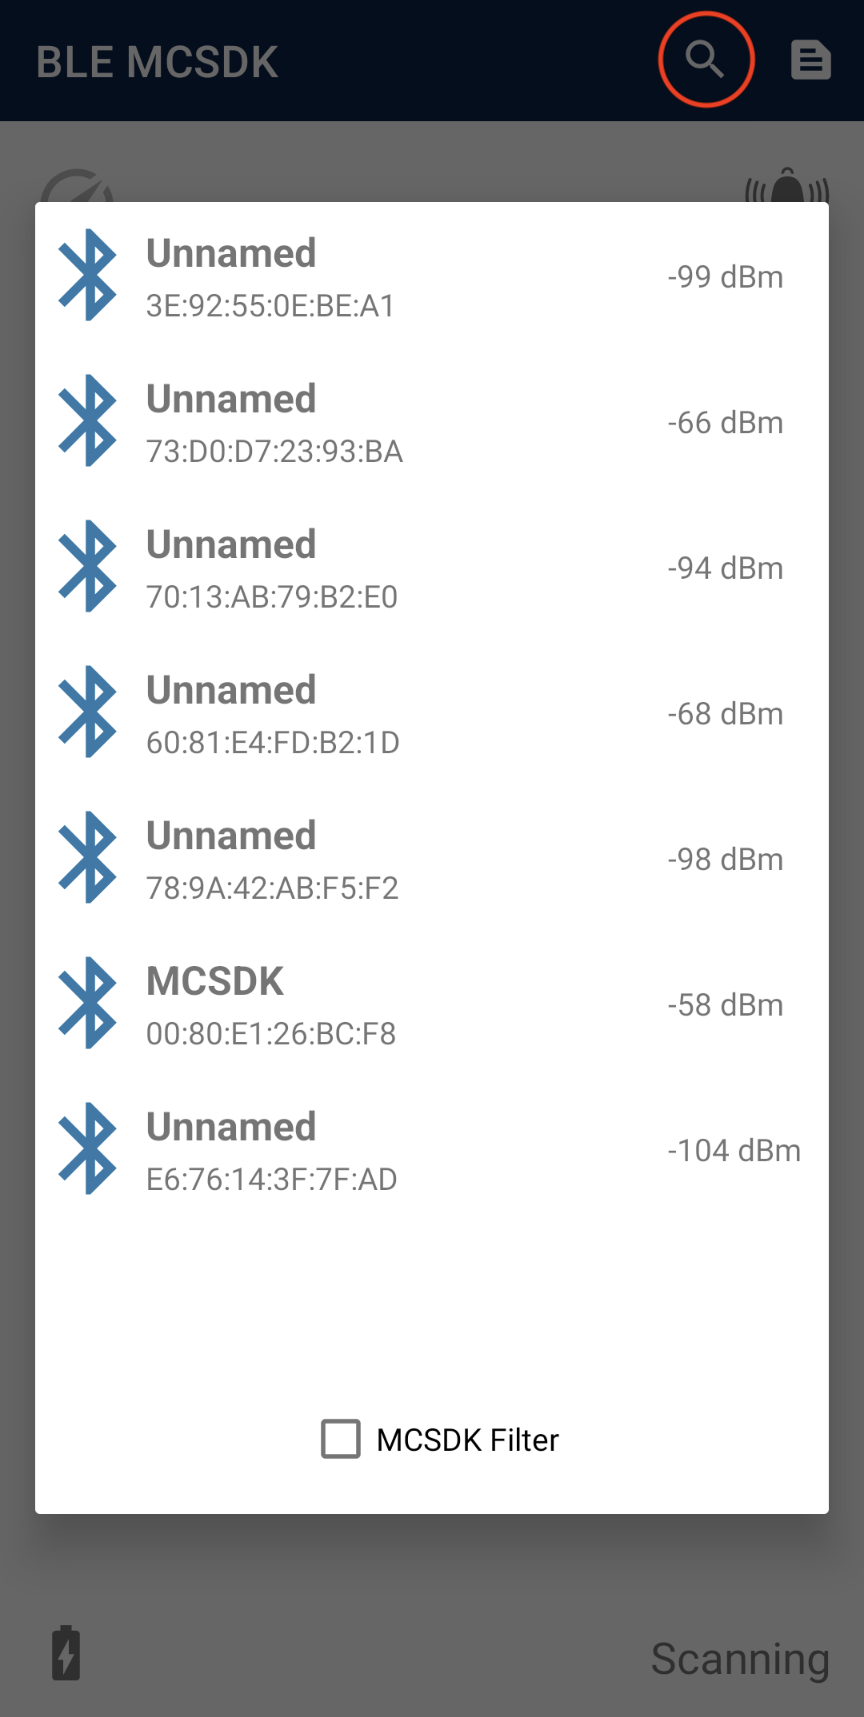 BLE MCSDK
Unnamed
-99 dBm
3E:92:55:0E:BE:A1
Unnamed
-66 dBm
73:D0:D7:23:93:BA
Unnamed
-94 dBm
70:13:AB:79:B2:E0
Unnamed
-68 dBm
60:81:E4:FD:B2:1D
Unnamed
-98 dBm
78:9A:42:AB:F5:F2
MCSDK
-58 dBm
00:80:E1:26:BC:F8
Unnamed
-104 dBm
E6:76:14:3F:7F:AD
MCSDK Filter
Scanning